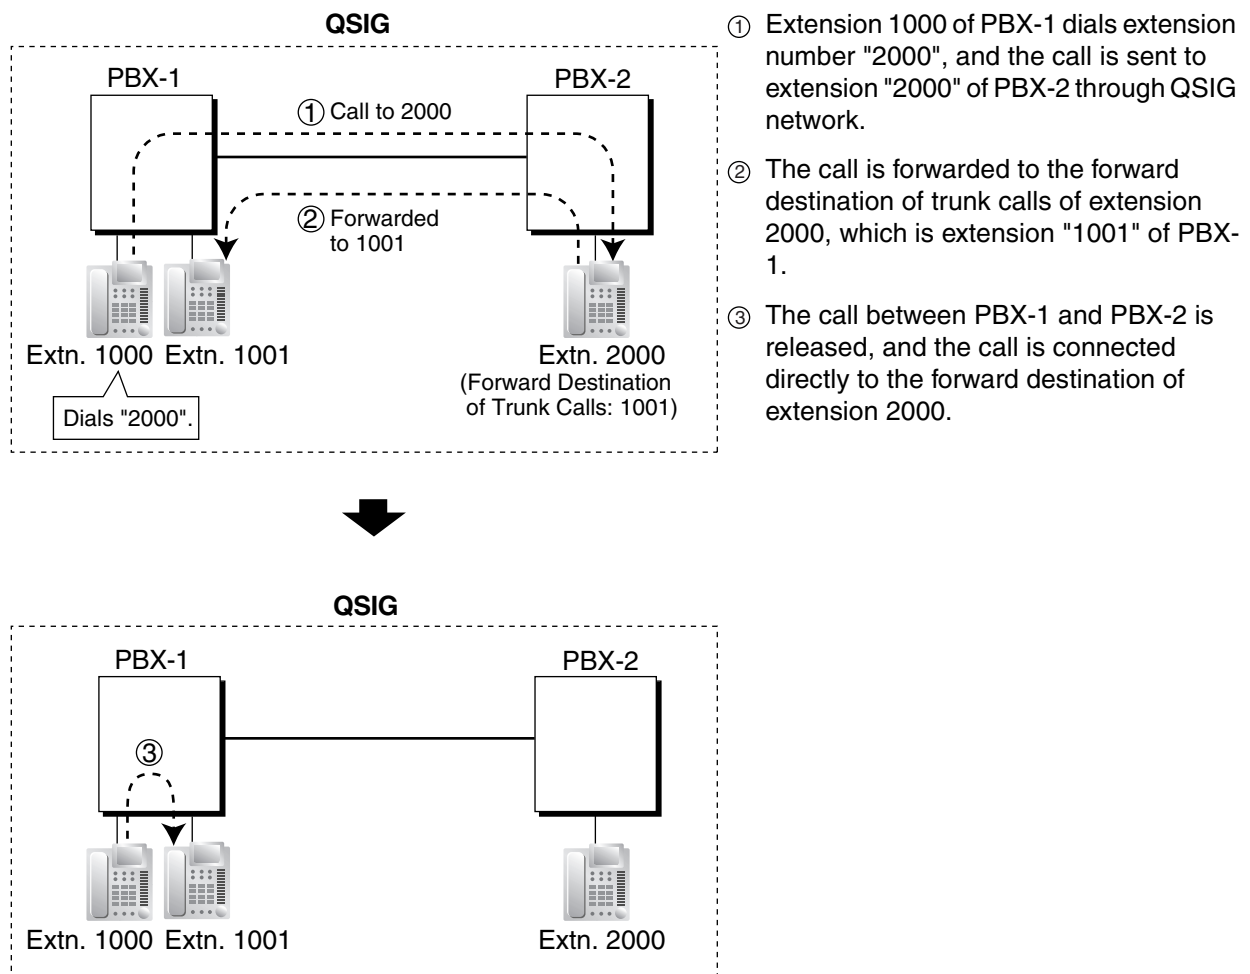 QSIG
PBX-1
PBX-2
① Call to 2000
② Forwarded
to 1001
Extn. 1000
Extn. 1001
Extn. 2000
(Forward Destination
of Trunk Calls: 1001)
Dials "2000".
① Extension 1000 of PBX-1 dials extension
number "2000", and the call is sent to
extension "2000" of PBX-2 through QSIG
network.
② The call is forwarded to the forward
destination of trunk calls of extension
2000, which is extension "1001" of PBX-
1.
③ The call between PBX-1 and PBX-2 is
released, and the call is connected
directly to the forward destination of
extension 2000.
QSIG
PBX-1
PBX-2
③
Extn. 1000
Extn. 1001
Extn. 2000